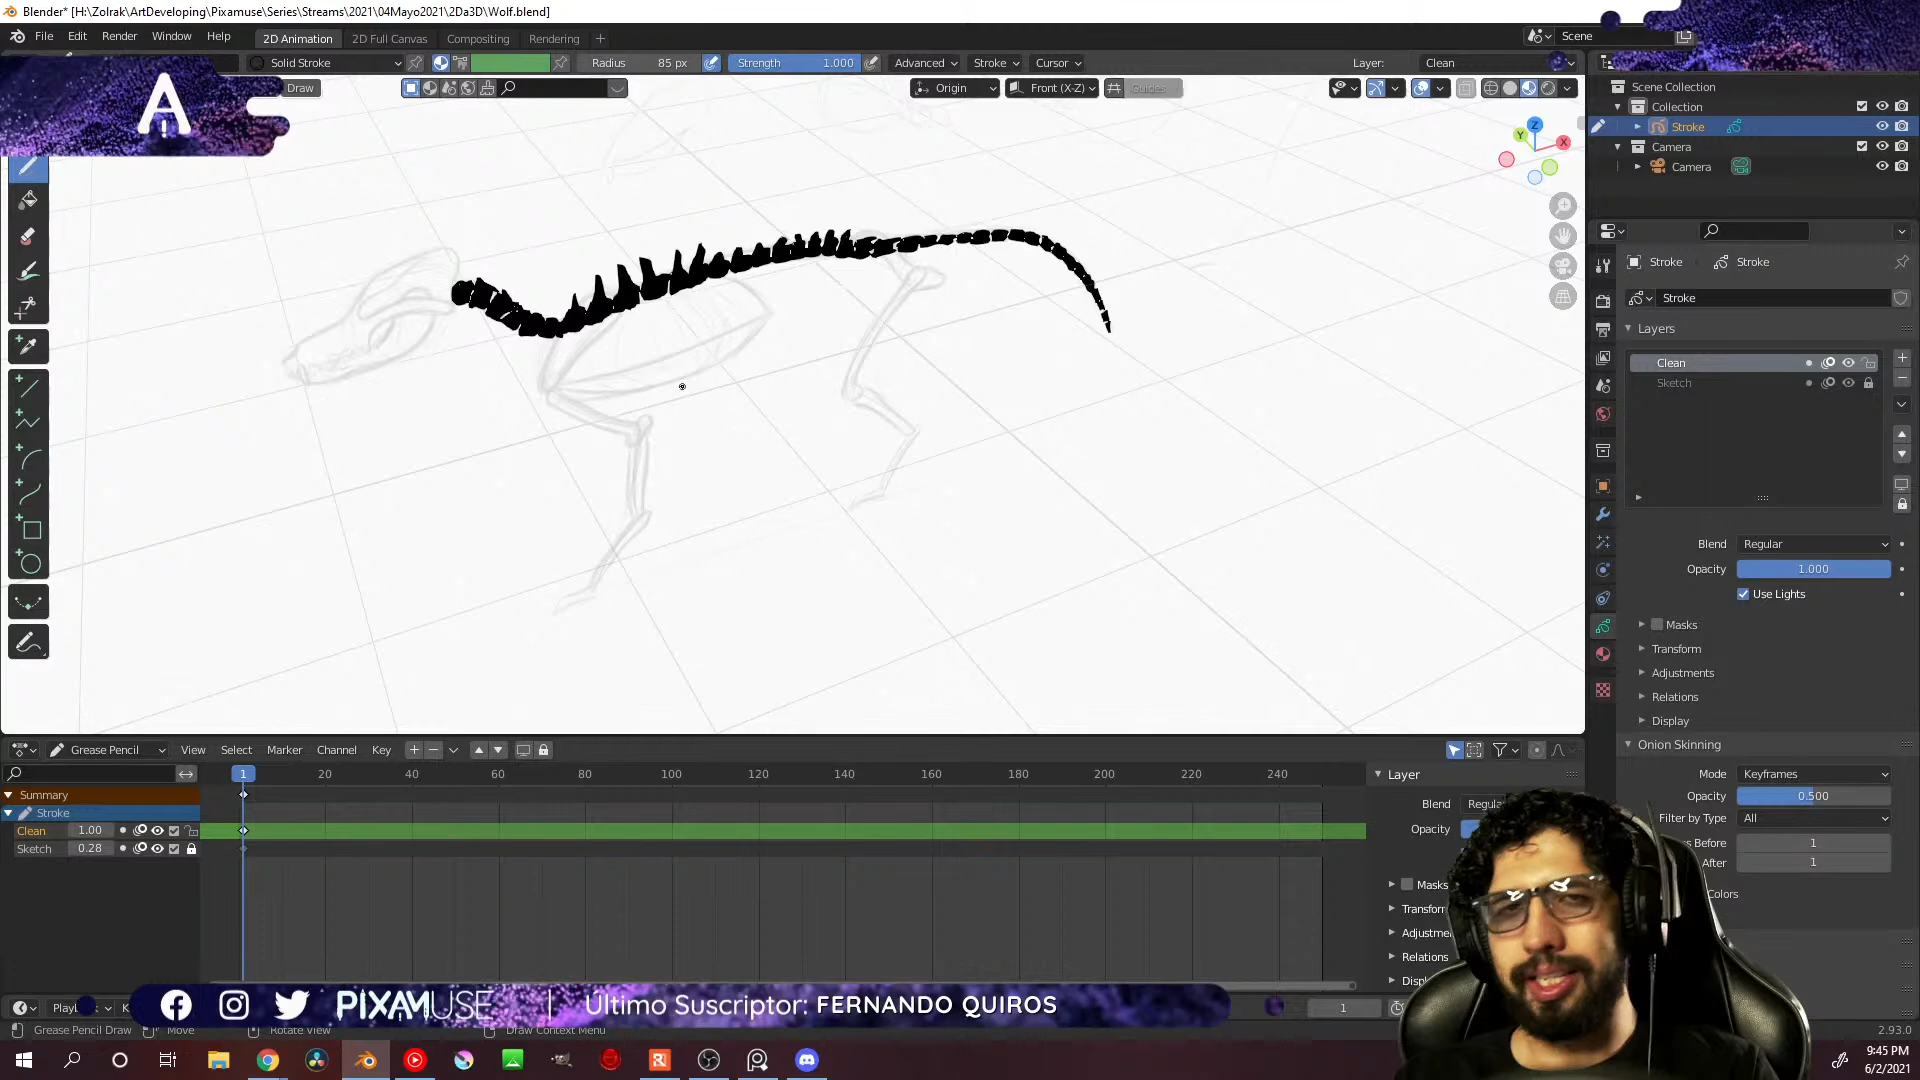 Blender* [H:\Zolrak\ArtDeveloping\Pixamuse\Series\Streams\2021\04Mayo2021\2Da3D\Wolf.blend]
File Edit Render Window Help 2D Animation 2D Full Canvas Compositing Rendering + Scene
Solid Stroke Radius 85 px Strength 1.000 Advanced Stroke Cursor Layer: Clean
A
Draw Origin Front (X-Z) Guides
Scene Collection
Collection
Stroke
Camera
Camera
Z
Y
X
Stroke Stroke
Stroke
Layers
Clean
Sketch
Blend Regular
Opacity 1.000
Use Lights
Masks
Transform
Adjustments
Relations
Display
Onion Skinning
Mode Keyframes
Opacity 0.500
Filter by Type All
Before 1
After 1
Colors
Grease Pencil View Select Marker Channel Key
1 20 40 60 80 100 120 140 160 180 200 220 240
Summary
Stroke
Clean 1.00
Sketch 0.28
Layer
Blend Regular
Opacity
Masks
Transform
Relations
PIXAMUSE | Último Suscriptor: FERNANDO QUIROS
1
Grease Pencil Draw Move Rotate View Draw Context Menu 2.93.0
9:45 PM
6/2/2021